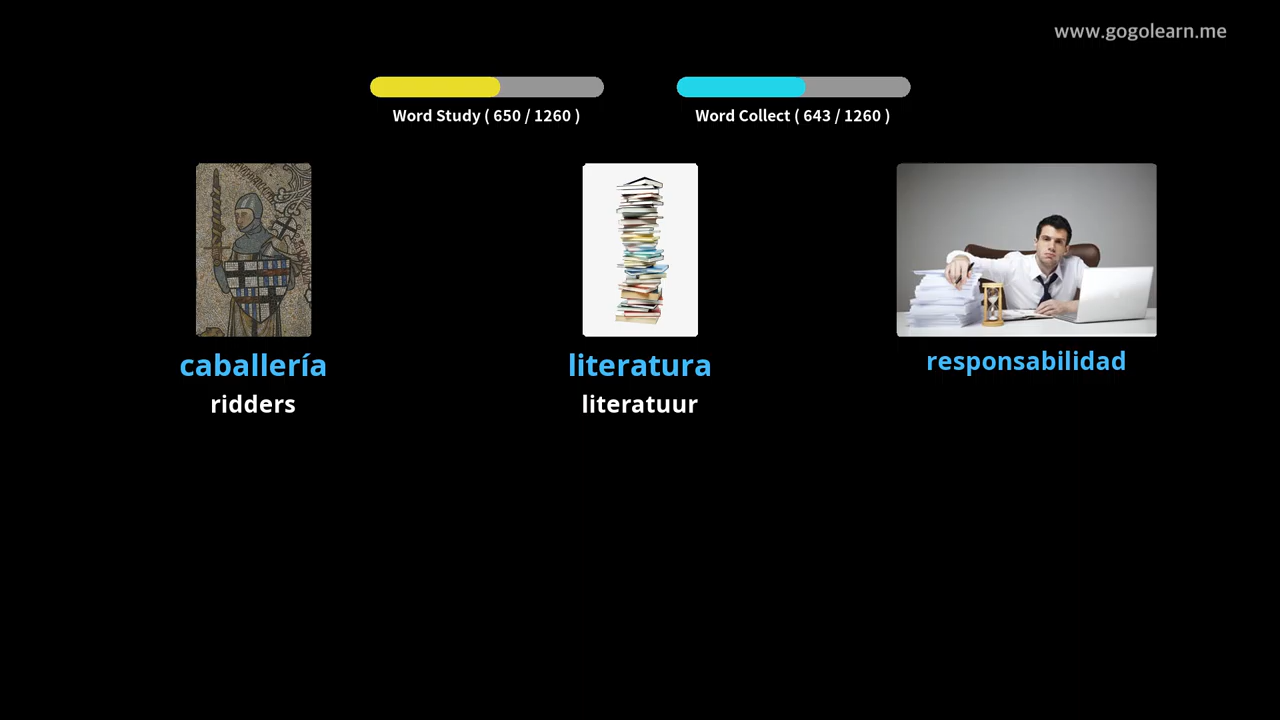 www.gogolearn.me
Word Study ( 650 / 1260 )
Word Collect ( 643 / 1260 )
caballería
literatura
responsabilidad
ridders
literatuur